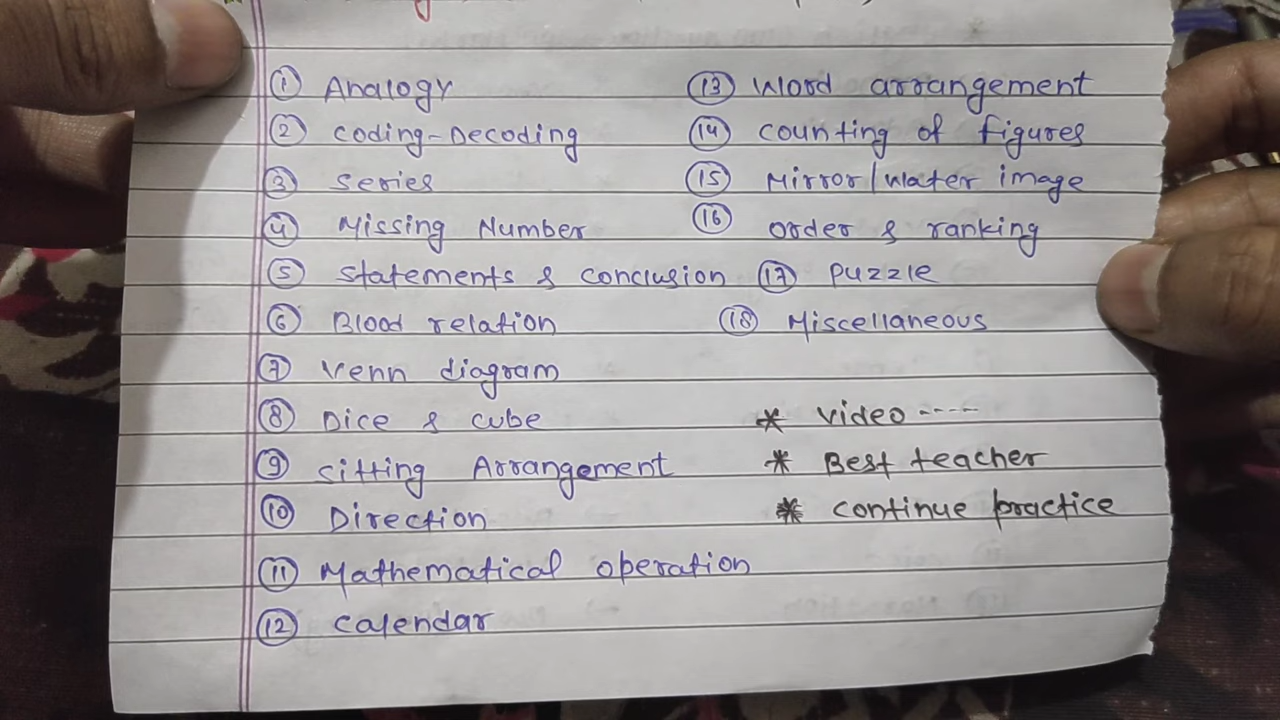 ① Analogy
② Coding-Decoding
③ Series
④ Missing Number
⑤ Statements & conclusion
⑥ Blood relation
⑦ Venn diagram
⑧ Dice & cube
⑨ Sitting Arrangement
⑩ Direction
⑪ Mathematical operation
⑫ Calendar
⑬ Word arrangement
⑭ Counting of figures
⑮ Mirror/Water image
⑯ Order & ranking
⑰ Puzzle
⑱ Miscellaneous
* Video ----
* Best teacher
* Continue practice